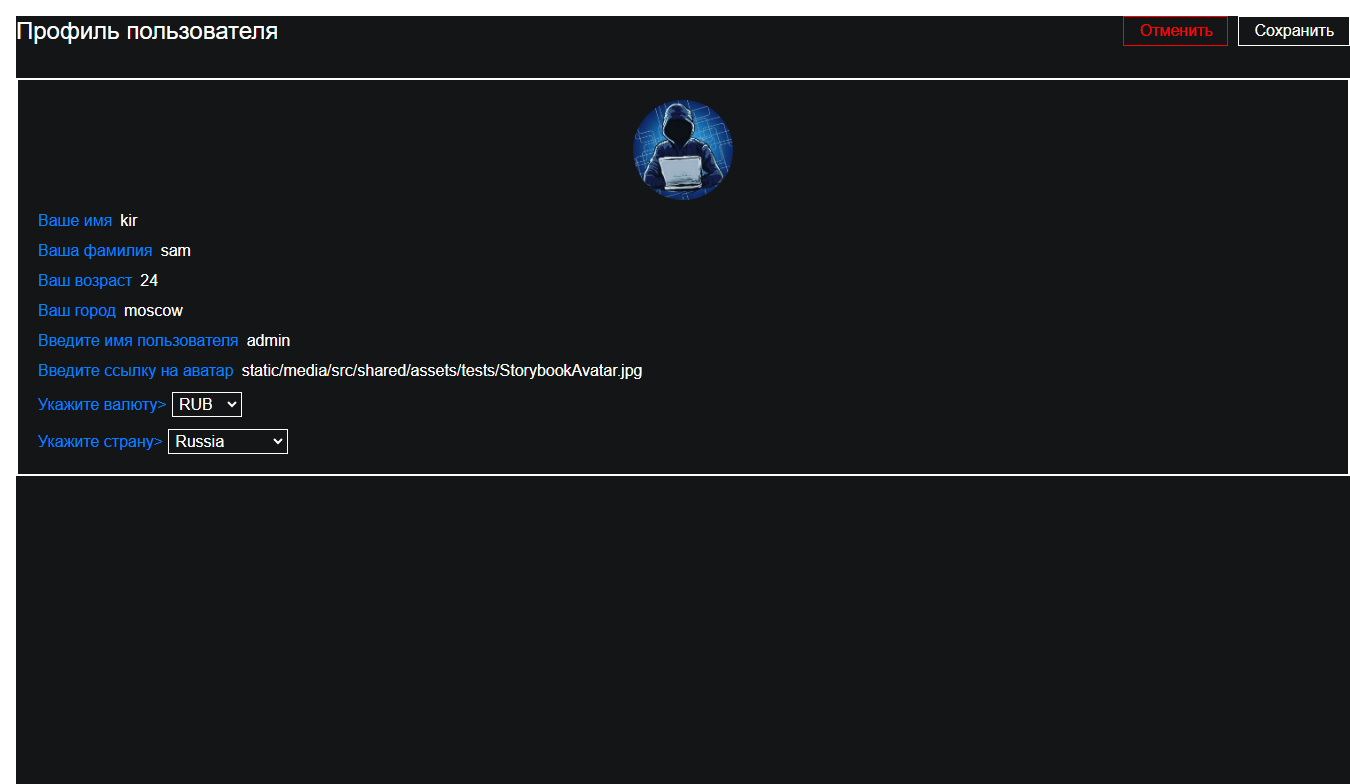 Профиль пользователя
Отменить
Сохранить
Ваше имя kir
Ваша фамилия sam
Ваш возраст 24
Ваш город moscow
Введите имя пользователя admin
Введите ссылку на аватар static/media/src/shared/assets/tests/StorybookAvatar.jpg
Укажите валюту> RUB
Укажите страну> Russia